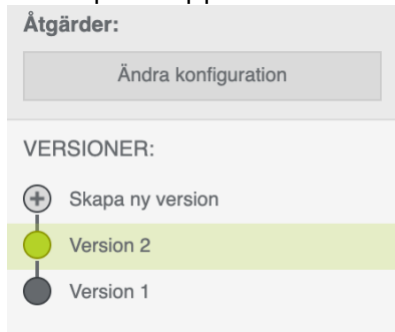 Åtgärder:
Ändra konfiguration
VERSIONER:
Skapa ny version
Version 2
Version 1